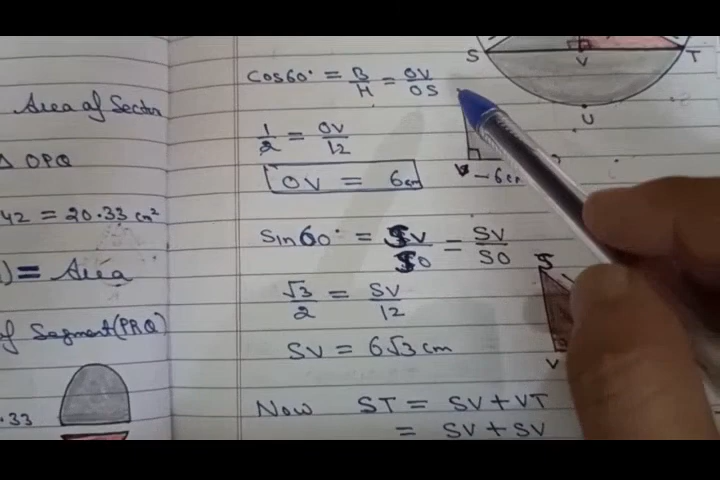 Area of Sector
Δ OPQ
42 = 20.33 cm²
) = Area
of Segment (PRQ)
.33
S
V
T
U
Cos60° = B/H = OV/OS
1/2 = OV/12
OV = 6cm
V
-6cm
Sin60° = SV/SO = SV/SO
√3/2 = SV/12
SV = 6√3 cm
S
V
Now ST = SV + VT
= SV + SV